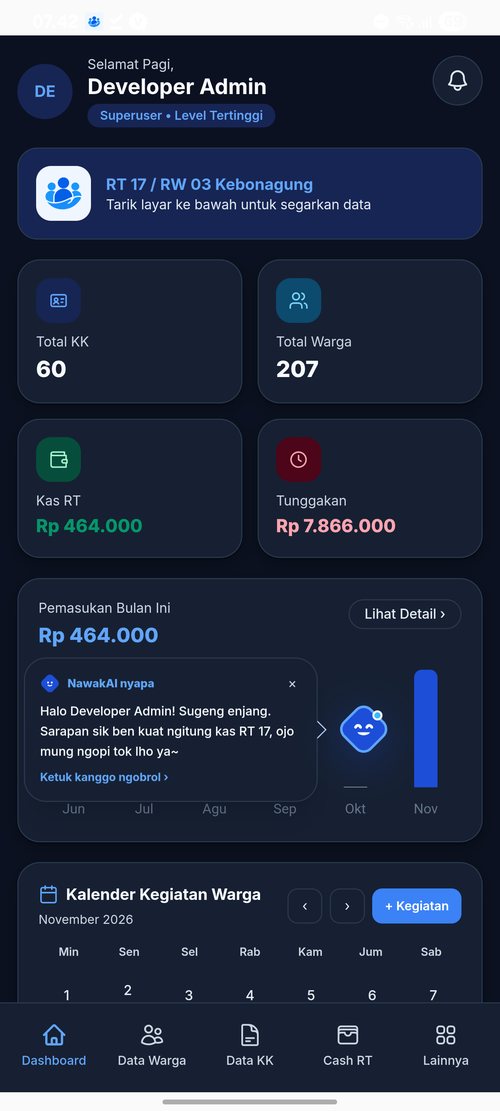 07.42
Selamat Pagi,
DE
Developer Admin
Superuser • Level Tertinggi
RT 17 / RW 03 Kebonagung
Tarik layar ke bawah untuk segarkan data
Total KK
60
Total Warga
207
Kas RT
Rp 464.000
Tunggakan
Rp 7.866.000
Pemasukan Bulan Ini
Rp 464.000
Lihat Detail ›
NawakAI nyapa
×
Halo Developer Admin! Sugeng enjang.
Sarapan sik ben kuat ngitung kas RT 17, ojo
mung ngopi tok lho ya~
Ketuk kanggo ngobrol ›
Jun Jul Agu Sep Okt Nov
Kalender Kegiatan Warga
November 2026
‹ ›
+ Kegiatan
Min Sen Sel Rab Kam Jum Sab
1 2 3 4 5 6 7
Dashboard Data Warga Data KK Cash RT Lainnya